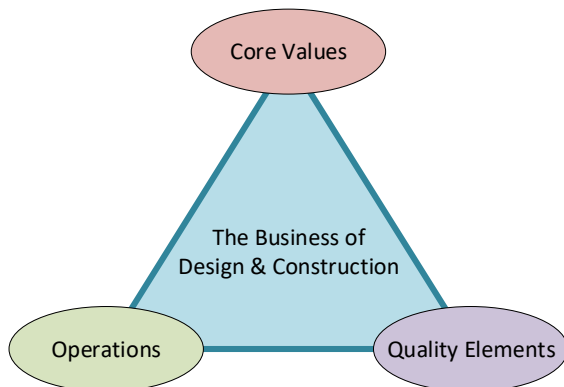 Core Values
The Business of
Design & Construction
Operations
Quality Elements